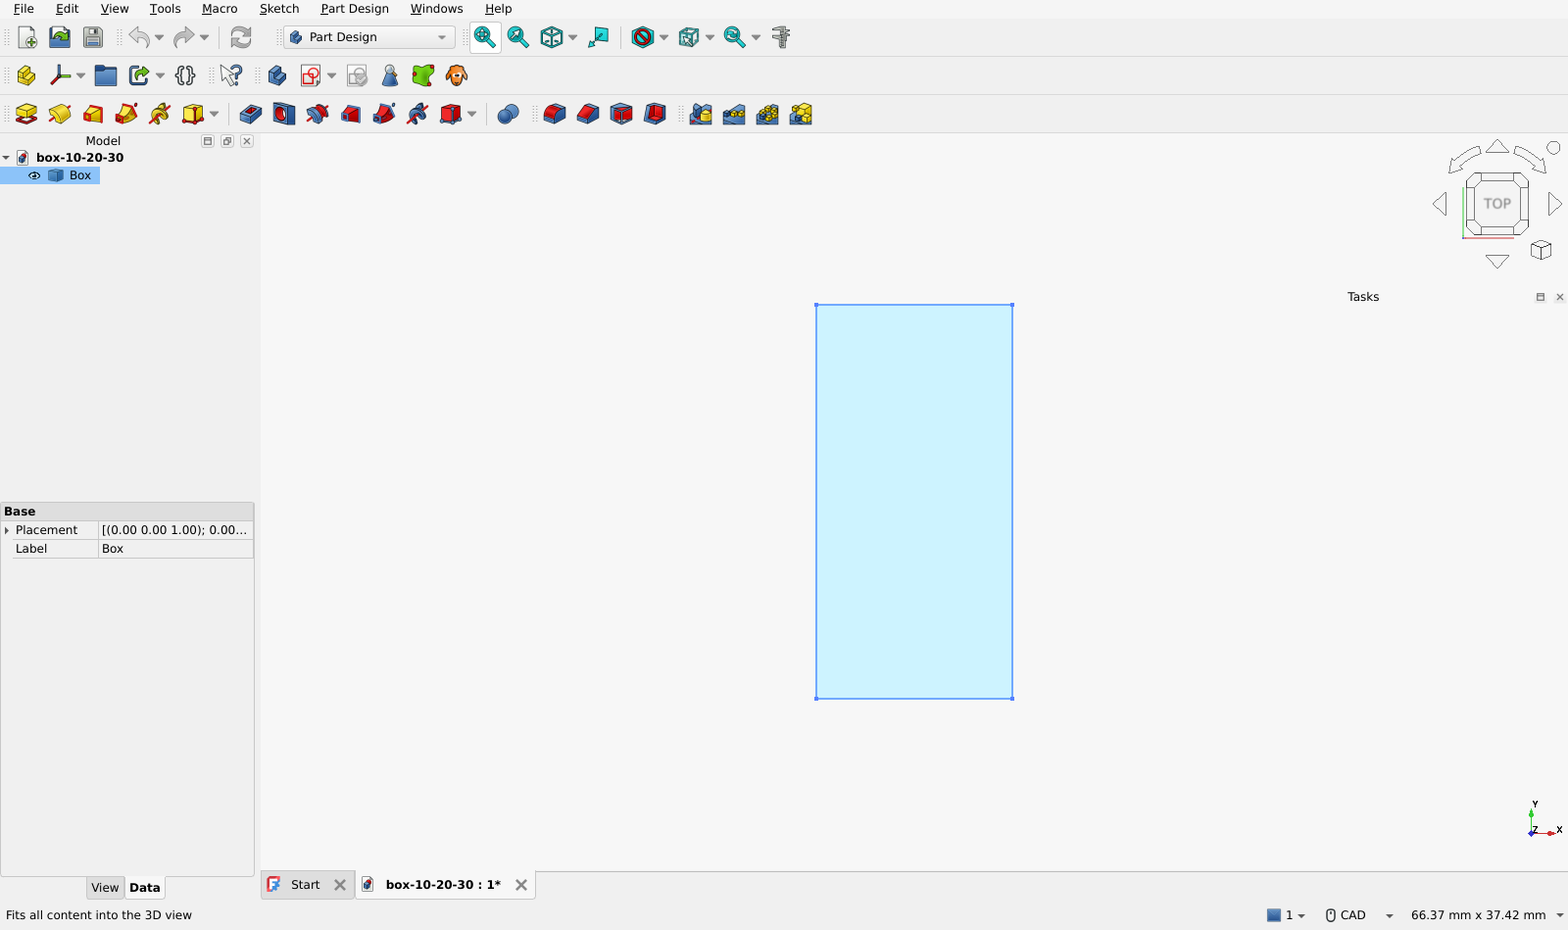 File Edit View Tools Macro Sketch Part Design Windows Help
Part Design
Model
box-10-20-30
Box
TOP
Tasks
Base
Placement [(0.00 0.00 1.00); 0.00...
Label Box
Y
Z X
View Data
Start box-10-20-30 : 1*
Fits all content into the 3D view 1 CAD 66.37 mm x 37.42 mm